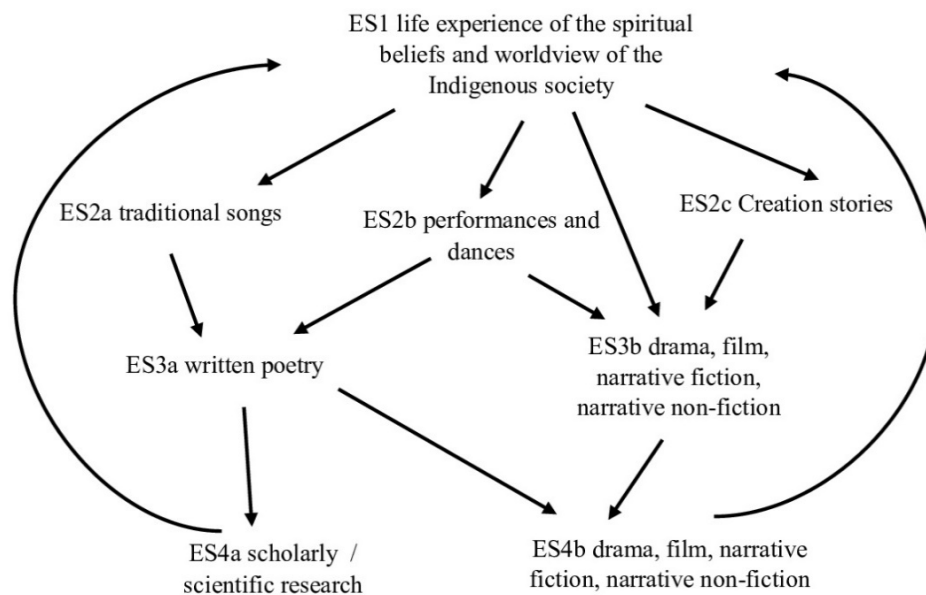 ES1 life experience of the spiritual
beliefs and worldview of the
Indigenous society
ES2a traditional songs
ES2b performances and
dances
ES2c Creation stories
ES3a written poetry
ES3b drama, film,
narrative fiction,
narrative non-fiction
ES4a scholarly /
scientific research
ES4b drama, film, narrative
fiction, narrative non-fiction